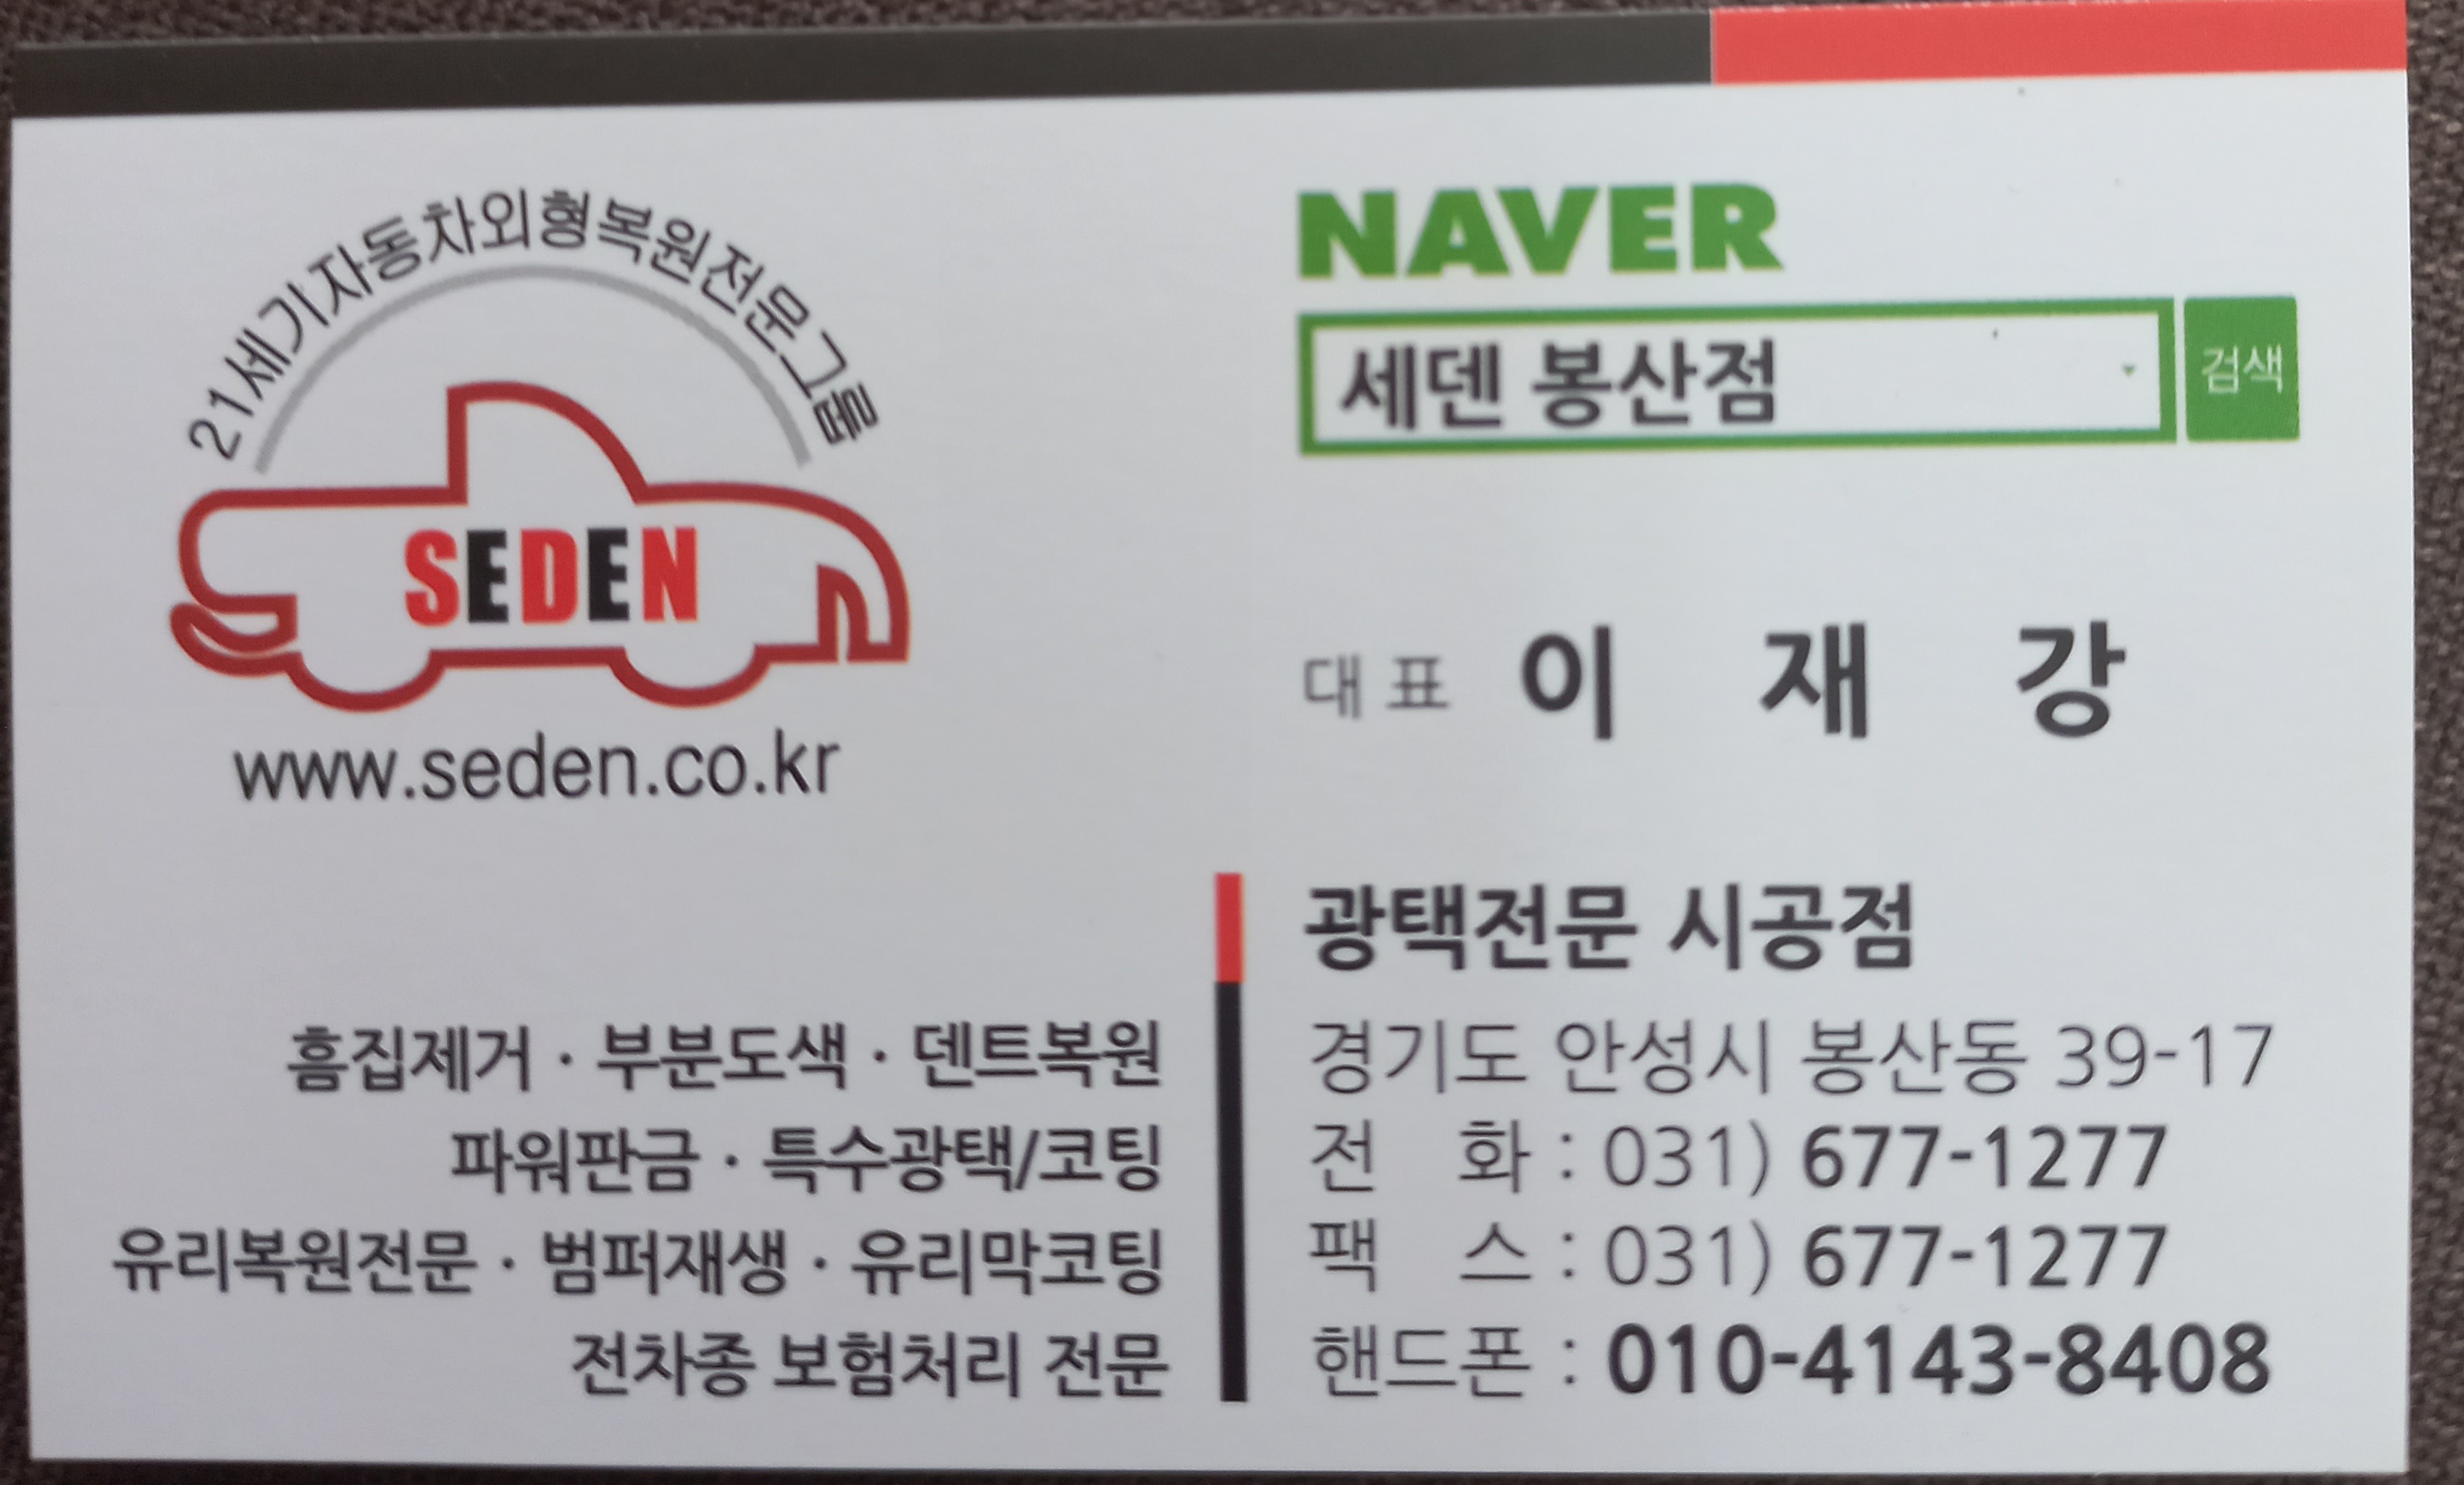 21세기자동차외형복원전문그룹
SEDEN
www.seden.co.kr
NAVER
세덴 봉산점 검색
대표 이 재 강
흠집제거 · 부분도색 · 덴트복원
파워판금 · 특수광택/코팅
유리복원전문 · 범퍼재생 · 유리막코팅
전차종 보험처리 전문
광택전문 시공점
경기도 안성시 봉산동 39-17
전 화 : 031) 677-1277
팩 스 : 031) 677-1277
핸드폰 : 010-4143-8408